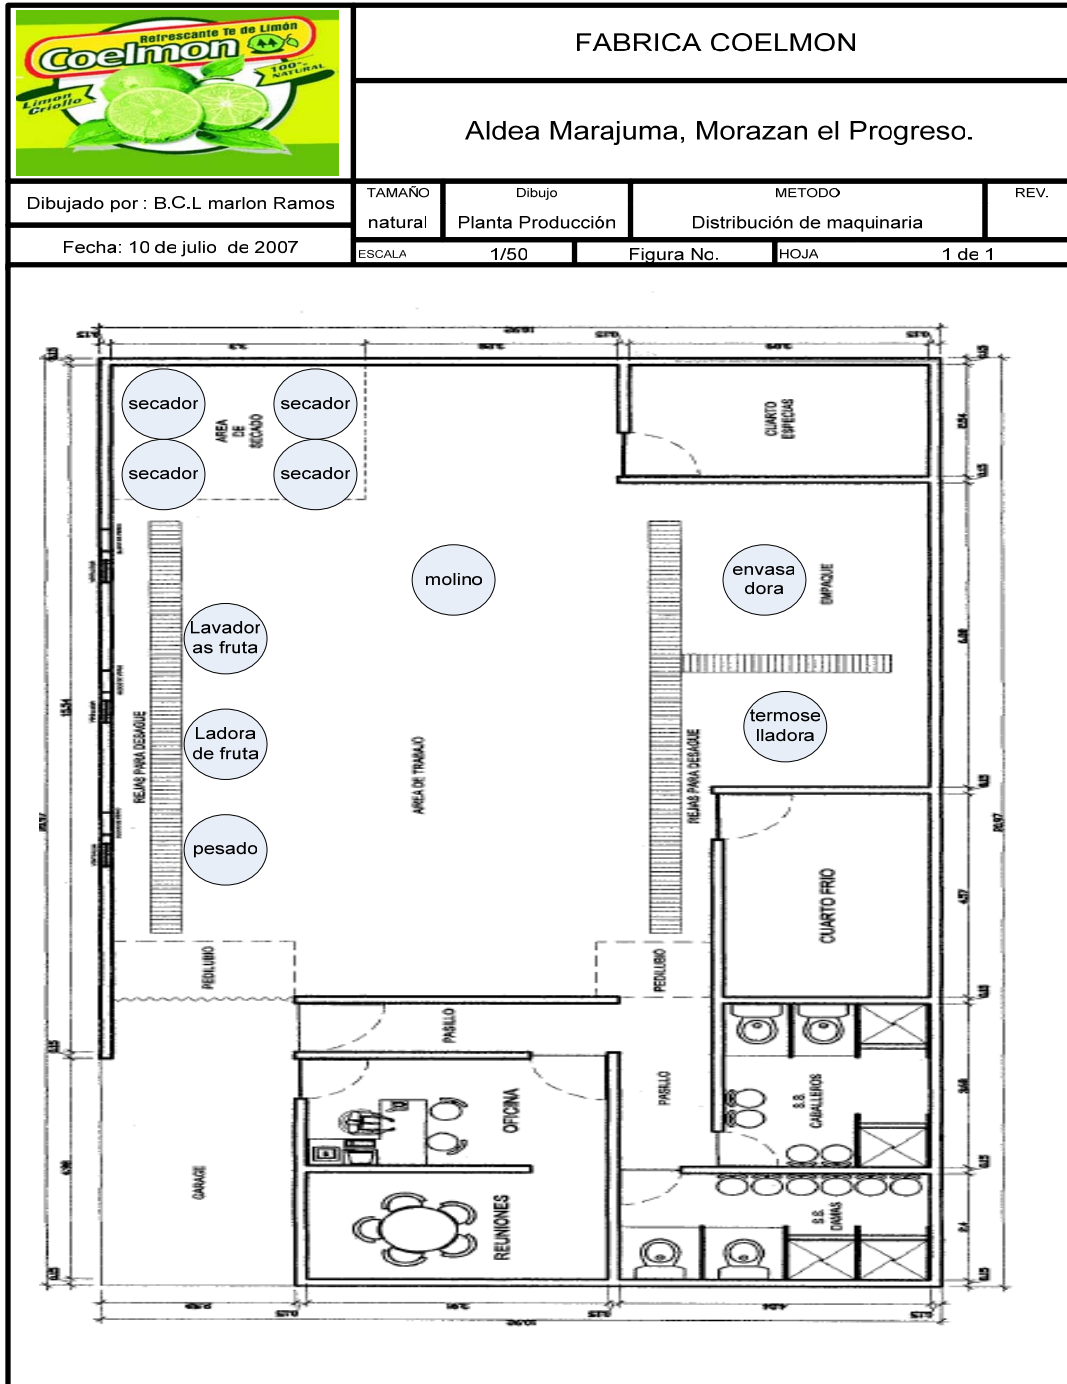 Refrescante Te de Limón
Coelmon
100%
NATURAL
Limon
Criollo
FABRICA COELMON
Aldea Marajuma, Morazan el Progreso.
Dibujado por : B.C.L marlon Ramos
Fecha: 10 de julio de 2007
TAMAÑO
natural
Dibujo
Planta Producción
METODO
Distribución de maquinaria
REV.
ESCALA
1/50
Figura No.
HOJA
1 de 1
secador
secador
AREA
DE
SECADO
secador
secador
CUARTO
ESPECIAS
molino
envasa
dora
EMPAQUE
Lavador
as fruta
Ladora
de fruta
termose
lladora
REJAS PARA DESAGUE
AREA DE TRABAJO
REJAS PARA DESAGUE
pesado
CUARTO FRIO
PEDILUBIO
PEDILUBIO
PASILLO
PASILLO
OFICINA
S.S.
CABALLEROS
GARAGE
REUNIONES
S.S.
DAMAS